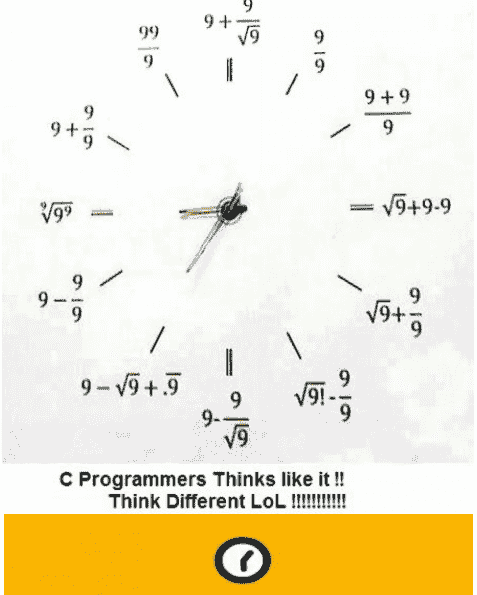 9 + 9/√9
99/9
9/9
9 + 9/9
(9 + 9)/9
⁹√9⁹
√9+9-9
9 − 9/9
√9+9/9
9 − √9 + .9̅
9-9/√9
√9! - 9/9
C Programmers Thinks like it !!
Think Different LoL !!!!!!!!!!!